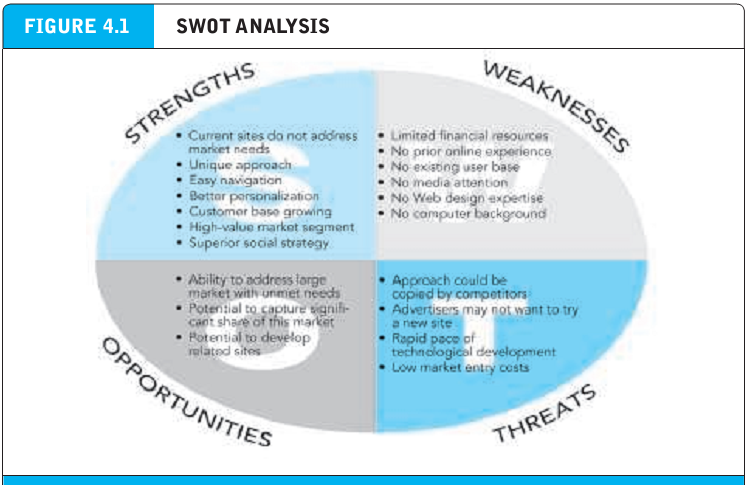 FIGURE 4.1
SWOT ANALYSIS
STRENGTHS
WEAKNESSES
• Current sites do not address
market needs
• Unique approach
• Easy navigation
• Better personalization
• Customer base growing
• High-value market segment
• Superior social strategy
• Limited financial resources
• No prior online experience
• No existing user base
• No media attention
• No Web design expertise
• No computer background
• Ability to address large
market with unmet needs
• Potential to capture signifi-
cant share of this market
• Potential to develop
related sites
• Approach could be
copied by competitors
• Advertisers may not want to try
a new site
• Rapid pace of
technological development
• Low market entry costs
OPPORTUNITIES
THREATS
S
W
O
T